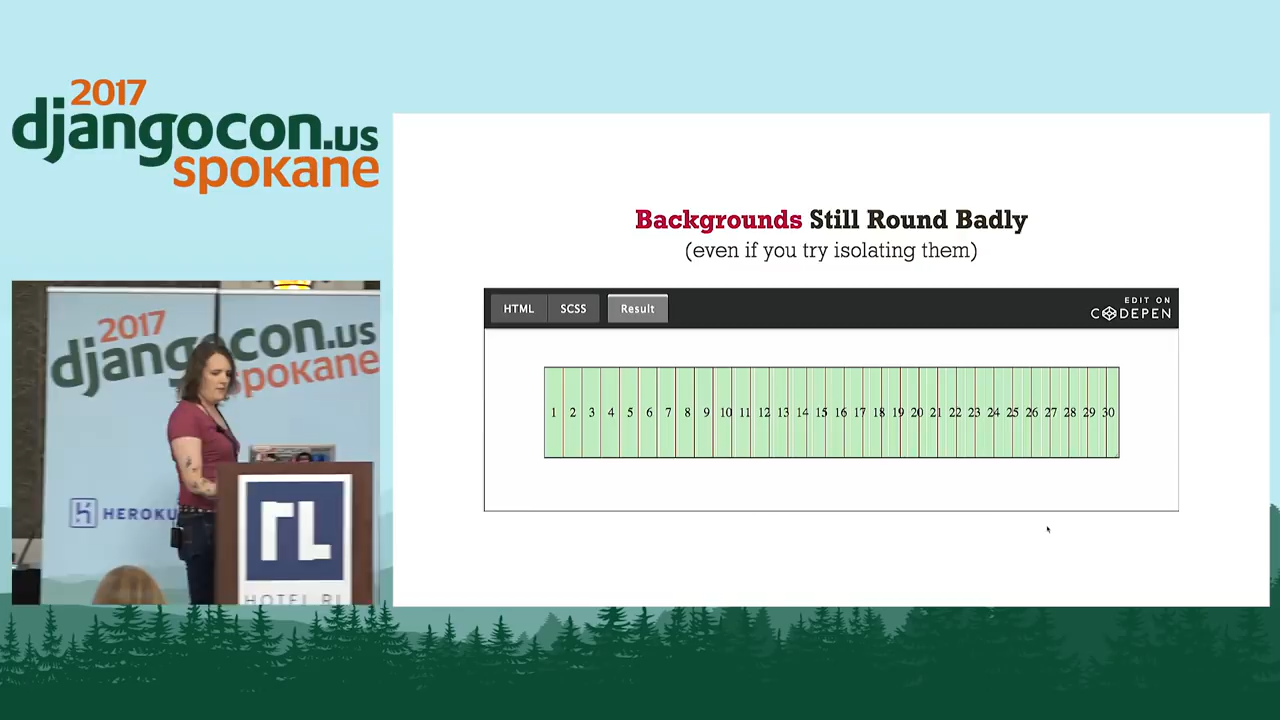 2017
djangocon.us
spokane
Backgrounds Still Round Badly
(even if you try isolating them)
HTML
SCSS
Result
EDIT ON
CODEPEN
1 2 3 4 5 6 7 8 9 10 11 12 13 14 15 16 17 18 19 20 21 22 23 24 25 26 27 28 29 30
2017
djangocon.us
spokane
HEROKU
RL
HOTEL RL